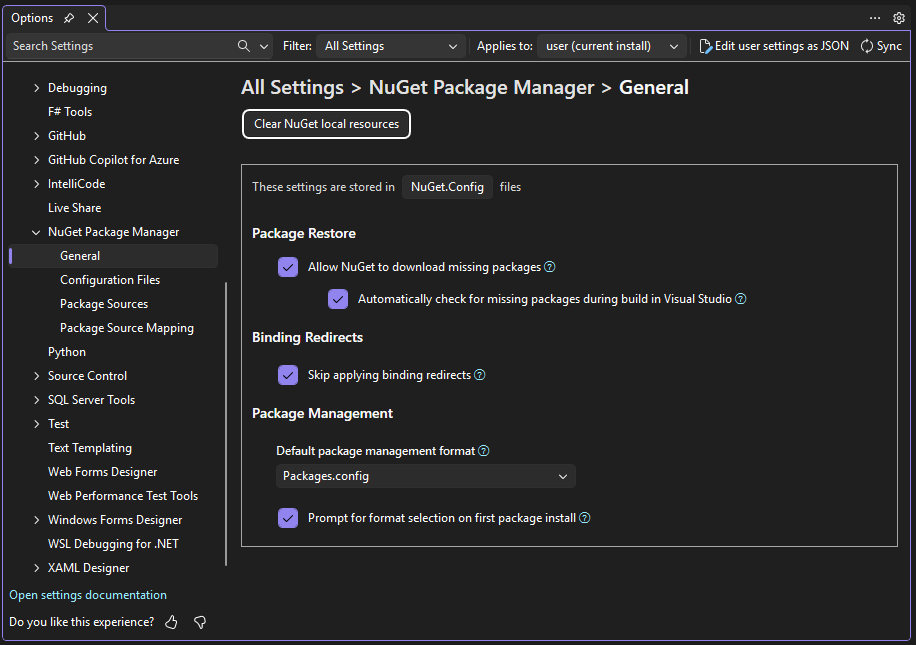 Options
Search Settings
Filter: All Settings Applies to: user (current install) Edit user settings as JSON Sync
Debugging
F# Tools
GitHub
GitHub Copilot for Azure
IntelliCode
Live Share
NuGet Package Manager
General
Configuration Files
Package Sources
Package Source Mapping
Python
Source Control
SQL Server Tools
Test
Text Templating
Web Forms Designer
Web Performance Test Tools
Windows Forms Designer
WSL Debugging for .NET
XAML Designer
Open settings documentation
Do you like this experience?
All Settings > NuGet Package Manager > General
Clear NuGet local resources
These settings are stored in NuGet.Config files
Package Restore
Allow NuGet to download missing packages
Automatically check for missing packages during build in Visual Studio
Binding Redirects
Skip applying binding redirects
Package Management
Default package management format
Packages.config
Prompt for format selection on first package install